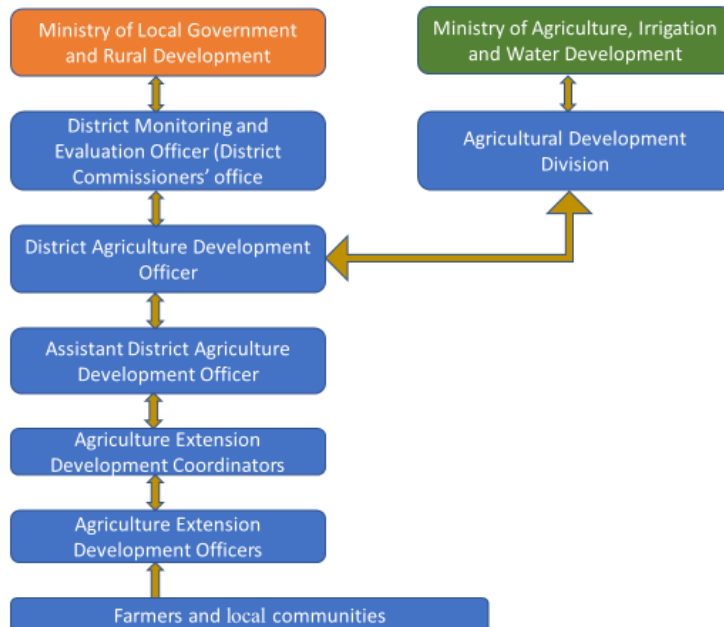 Ministry of Local Government
and Rural Development
Ministry of Agriculture, Irrigation
and Water Development
District Monitoring and
Evaluation Officer (District
Commissioners' office
Agricultural Development
Division
District Agriculture Development
Officer
Assistant District Agriculture
Development Officer
Agriculture Extension
Development Coordinators
Agriculture Extension
Development Officers
Farmers and local communities